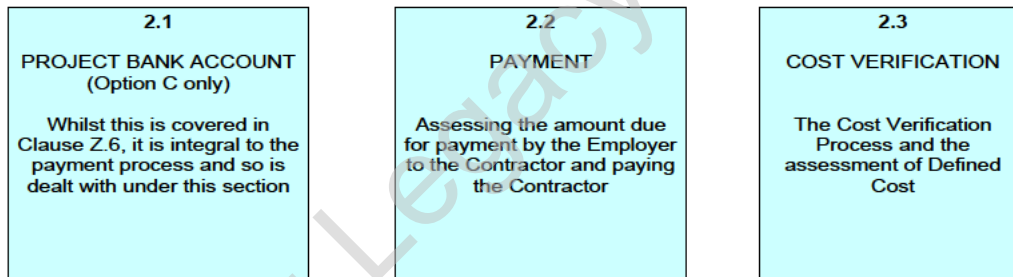 2.1
PROJECT BANK ACCOUNT
(Option C only)
Whilst this is covered in
Clause Z.6, it is integral to the
payment process and so is
dealt with under this section
2.2
PAYMENT
Assessing the amount due
for payment by the Employer
to the Contractor and paying
the Contractor
2.3
COST VERIFICATION
The Cost Verification
Process and the
assessment of Defined
Cost
Legacy